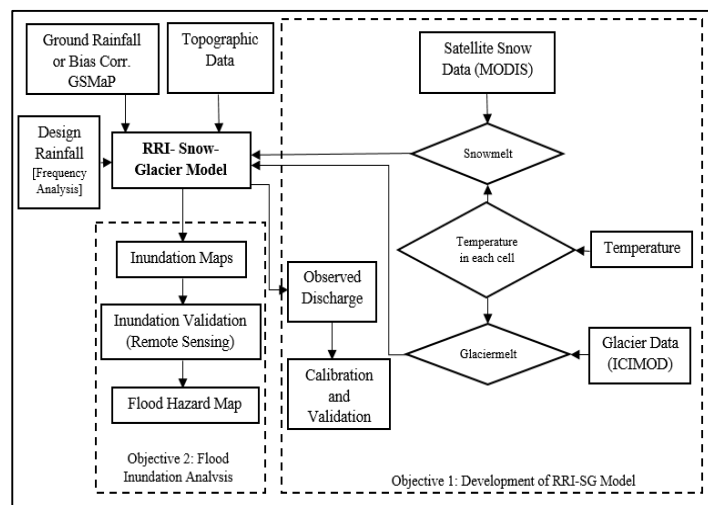 Ground Rainfall
or Bias Corr.
GSMaP
Topographic
Data
Satellite Snow
Data (MODIS)
Design
Rainfall
[Frequency
Analysis]
RRI- Snow-
Glacier Model
Snowmelt
Temperature
in each cell
Temperature
Inundation Maps
Observed
Discharge
Inundation Validation
(Remote Sensing)
Glaciermelt
Glacier Data
(ICIMOD)
Calibration
and
Validation
Flood Hazard Map
Objective 2: Flood
Inundation Analysis
Objective 1: Development of RRI-SG Model